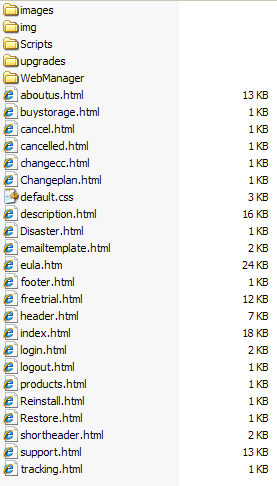 images
img
Scripts
upgrades
WebManager
aboutus.html 13 KB
buystorage.html 1 KB
cancel.html 1 KB
cancelled.html 1 KB
changecc.html 1 KB
Changeplan.html 1 KB
default.css 3 KB
description.html 16 KB
Disaster.html 1 KB
emailtemplate.html 2 KB
eula.htm 24 KB
footer.html 1 KB
freetrial.html 12 KB
header.html 7 KB
index.html 18 KB
login.html 2 KB
logout.html 1 KB
products.html 1 KB
Reinstall.html 1 KB
Restore.html 1 KB
shortheader.html 2 KB
support.html 13 KB
tracking.html 1 KB